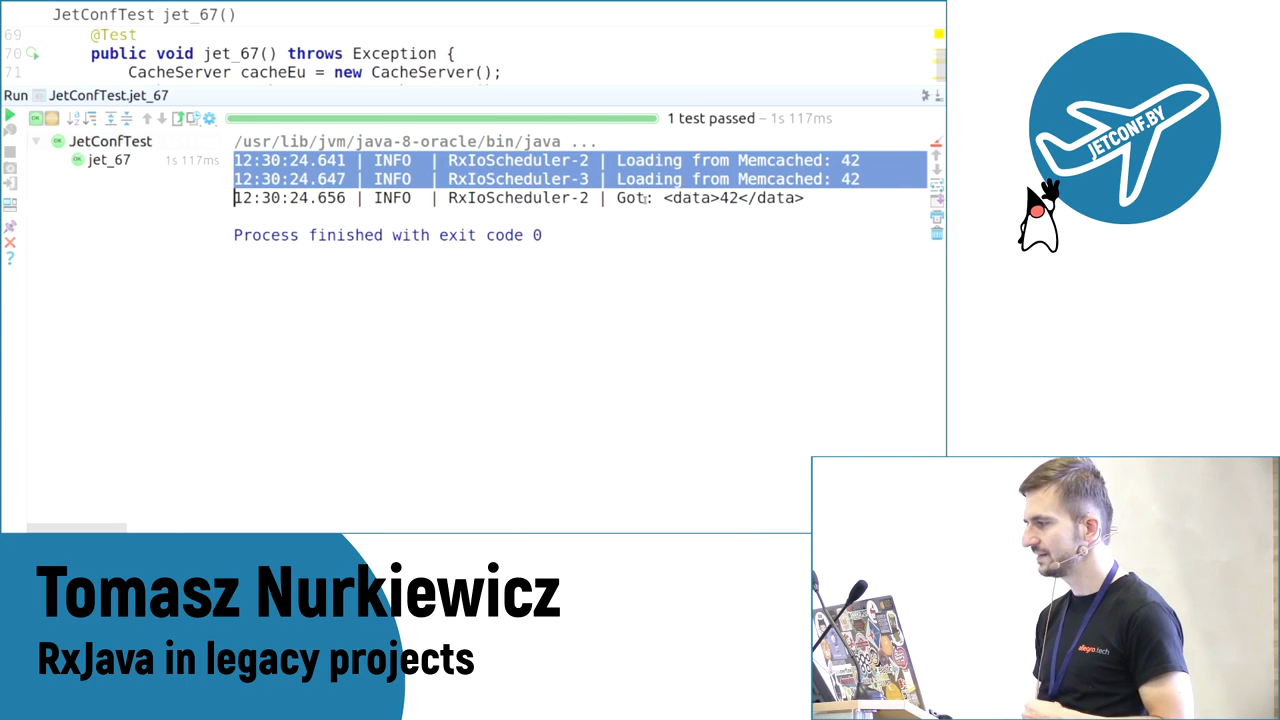 JetConfTest jet_67()
69 @Test
70 public void jet_67() throws Exception {
71 CacheServer cacheEu = new CacheServer();
Run JetConfTest.jet_67
1 test passed – 1s 117ms
JetConfTest
jet_67 1s 117ms
/usr/lib/jvm/java-8-oracle/bin/java ...
12:30:24.641 | INFO | RxIoScheduler-2 | Loading from Memcached: 42
12:30:24.647 | INFO | RxIoScheduler-3 | Loading from Memcached: 42
12:30:24.656 | INFO | RxIoScheduler-2 | Got: <data>42</data>
Process finished with exit code 0
JETCONF.BY
allegro.tech
Tomasz Nurkiewicz
RxJava in legacy projects